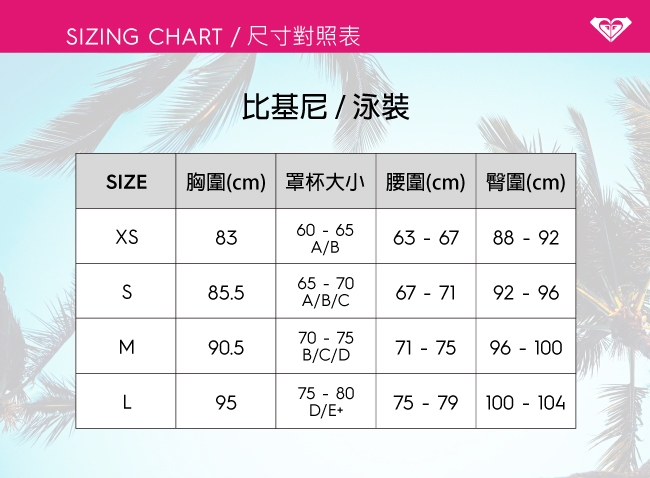 SIZING CHART / 尺寸對照表
比基尼 / 泳裝
SIZE 胸圍(cm) 罩杯大小 腰圍(cm) 臀圍(cm)
XS 83 60 - 65 A/B 63 - 67 88 - 92
S 85.5 65 - 70 A/B/C 67 - 71 92 - 96
M 90.5 70 - 75 B/C/D 71 - 75 96 - 100
L 95 75 - 80 D/E+ 75 - 79 100 - 104